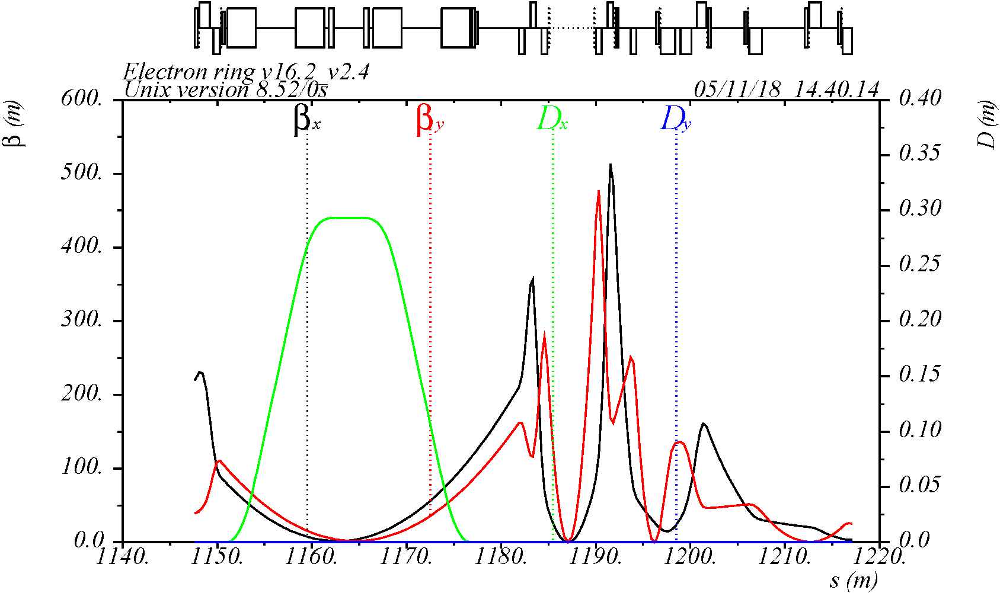 Electron ring v16.2_v2.4
Unix version 8.52/0s 05/11/18 14.40.14
β (m)
D (m)
βx βy Dx Dy
600. 0.40
0.35
500.
0.30
400.
0.25
300. 0.20
200.
0.15
0.10
100.
0.05
0.0 0.0
1140. 1150. 1160. 1170. 1180. 1190. 1200. 1210. 1220.
s (m)